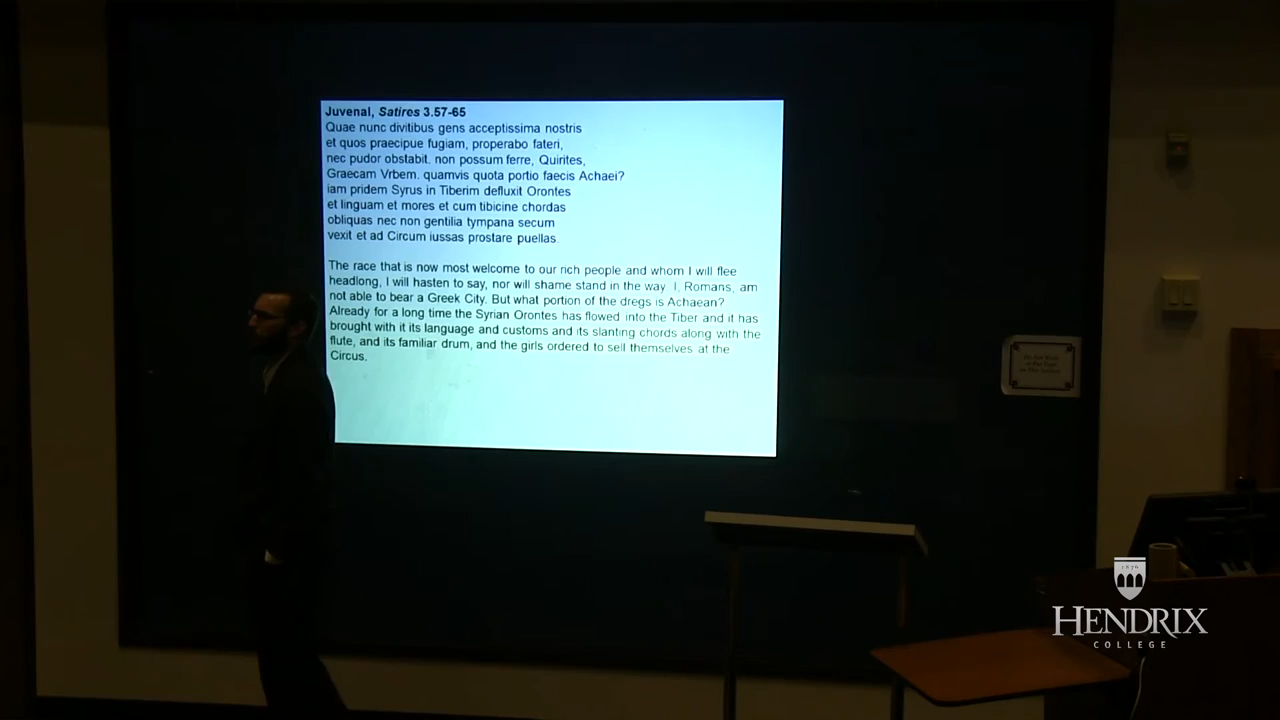 Juvenal, Satires 3.57-65
Quae nunc divitibus gens acceptissima nostris
et quos praecipue fugiam, properabo fateri,
nec pudor obstabit. non possum ferre, Quirites,
Graecam Vrbem. quamvis quota portio faecis Achaei?
iam pridem Syrus in Tiberim defluxit Orontes
et linguam et mores et cum tibicine chordas
obliquas nec non gentilia tympana secum
vexit et ad Circum iussas prostare puellas.
The race that is now most welcome to our rich people and whom I will flee
headlong, I will hasten to say, nor will shame stand in the way. I, Romans, am
not able to bear a Greek City. But what portion of the dregs is Achaean?
Already for a long time the Syrian Orontes has flowed into the Tiber and it has
brought with it its language and customs and its slanting chords along with the
flute, and its familiar drum, and the girls ordered to sell themselves at the
Circus.
1876
HENDRIX
COLLEGE